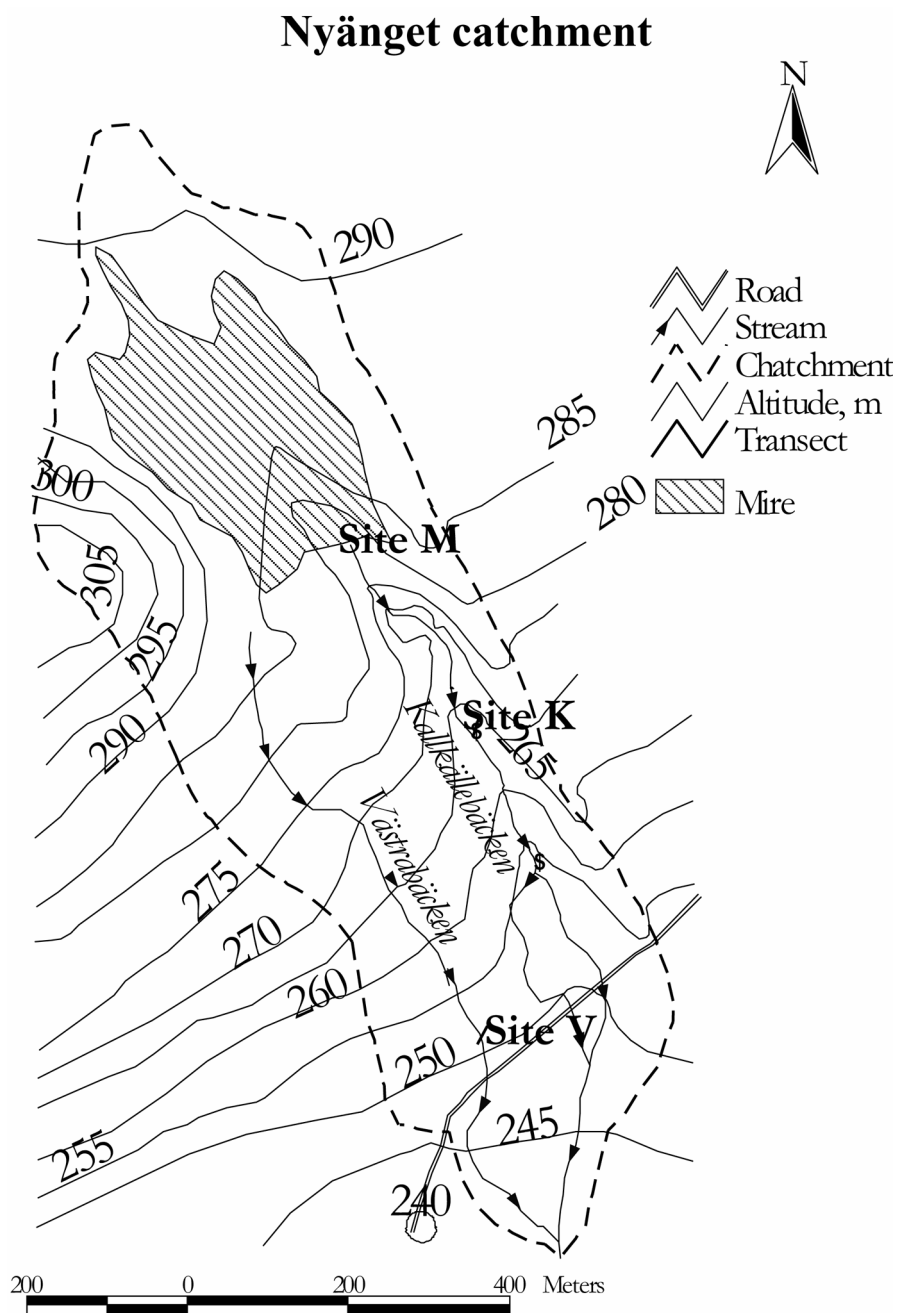 Nyänget catchment
N
290
Road
Stream
Chatchment
Altitude, m
Transect
Mire
285
300
280
Site M
305
295
Site K
$
265
290
Kallkällebäcken
Västrabäcken
$
275
270
260
Site V
250
245
255
240
200 0 200 400 Meters